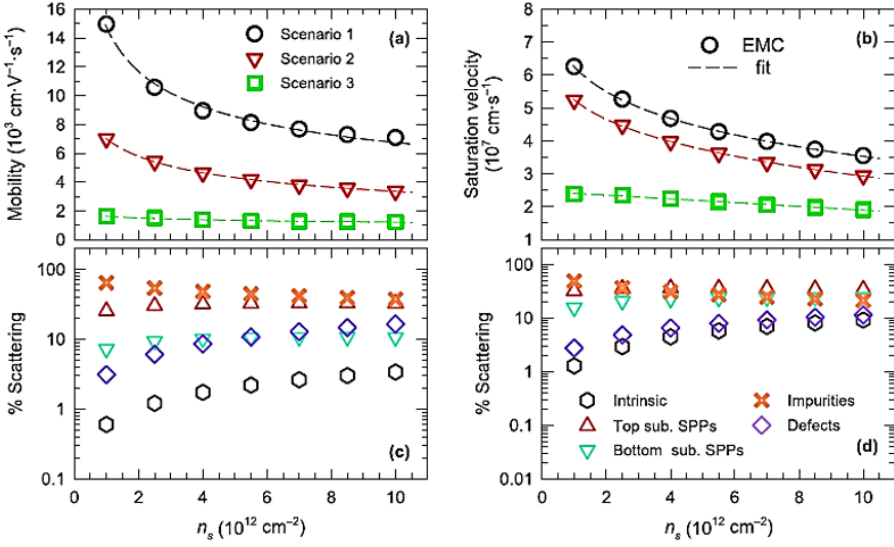 16
14
12
10
8
6
4
2
0
Mobility (10³ cm·V⁻¹·s⁻¹)
Scenario 1
Scenario 2
Scenario 3
(a)
7
6
5
4
3
2
1
Saturation velocity
(10⁷ cm·s⁻¹)
EMC
fit
(b)
100
10
1
0.1
% Scattering
(c)
0 2 4 6 8 10
nₛ (10¹² cm⁻²)
100
10
1
0.1
0.01
% Scattering
Intrinsic
Top sub. SPPs
Bottom sub. SPPs
Impurities
Defects
(d)
0 2 4 6 8 10
nₛ (10¹² cm⁻²)